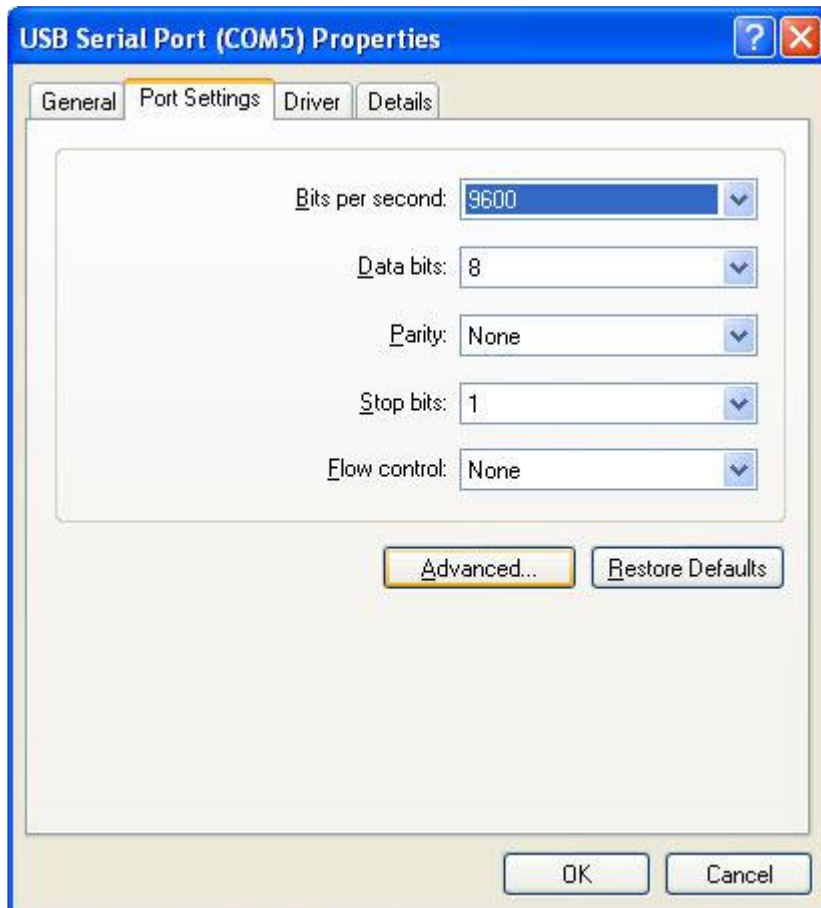 USB Serial Port (COM5) Properties
?
General Port Settings Driver Details
Bits per second: 9600
Data bits: 8
Parity: None
Stop bits: 1
Flow control: None
Advanced... Restore Defaults
OK Cancel